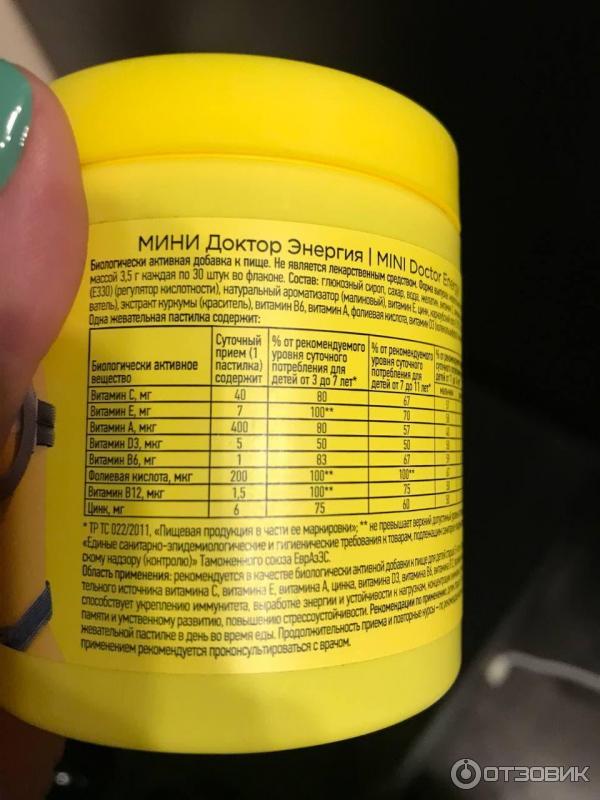 МИНИ Доктор Энергия | MINI Doctor Energy
Биологически активная добавка к пище. Не является лекарственным средством. Форма выпуска:
массой 3,5 г каждая по 30 штук во флаконе. Состав: глюкозный сироп, сахар, вода, желатин,
(Е330) (регулятор кислотности), натуральный ароматизатор (малиновый), витамин Е, цинк,
ватель), экстракт куркумы (краситель), витамин В6, витамин А, фолиевая кислота, витамин D3
Одна жевательная пастилка содержит:
Биологически активное вещество | Суточный прием (1 пастилка) содержит | % от рекомендуемого уровня суточного потребления для детей от 3 до 7 лет* | % от рекомендуемого уровня суточного потребления для детей от 7 до 11 лет*
Витамин С, мг 40 80 67
Витамин Е, мг 7 100** 70
Витамин А, мкг 400 80 57
Витамин D3, мкг 5 50 50
Витамин В6, мг 1 83 67
Фолиевая кислота, мкг 200 100** 100**
Витамин В12, мкг 1,5 100** 75
Цинк, мг 6 75 60
* ТР ТС 022/2011, «Пищевая продукция в части ее маркировки»; ** не превышает верхний допустимый
«Единые санитарно-эпидемиологические и гигиенические требования к товарам, подлежащим
скому надзору (контролю)» Таможенного союза ЕврАзЭС.
Область применения: рекомендуется в качестве биологически активной добавки к пище для детей
тельного источника витамина С, витамина Е, витамина А, цинка, витамина D3, витамина В6,
способствует укреплению иммунитета, выработке энергии и устойчивости к нагрузкам, концентрации
памяти и умственному развитию, повышению стрессоустойчивости. Рекомендации по применению:
жевательной пастилке в день во время еды. Продолжительность приема и повторные курсы – по
применением рекомендуется проконсультироваться с врачом.
ОТЗОВИК